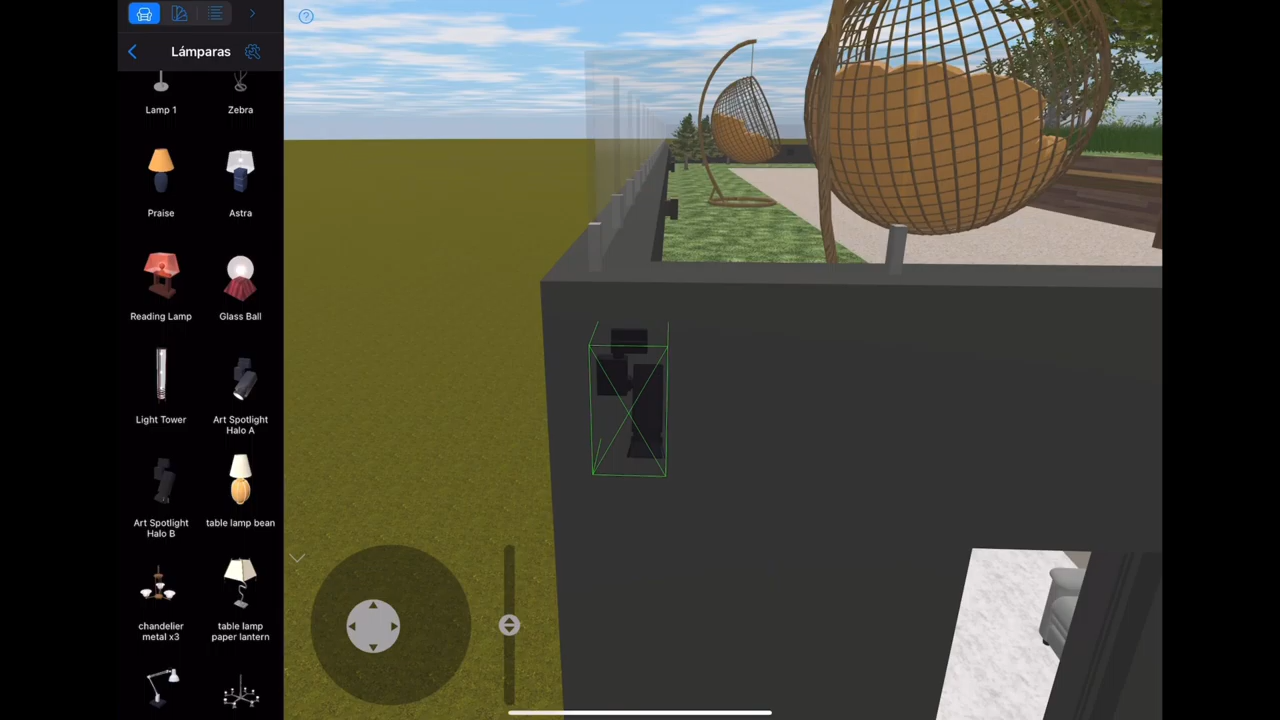 ?
Lámparas
Lamp 1
Zebra
Praise
Astra
Reading Lamp
Glass Ball
Light Tower
Art Spotlight
Halo A
Art Spotlight
Halo B
table lamp bean
chandelier
metal x3
table lamp
paper lantern